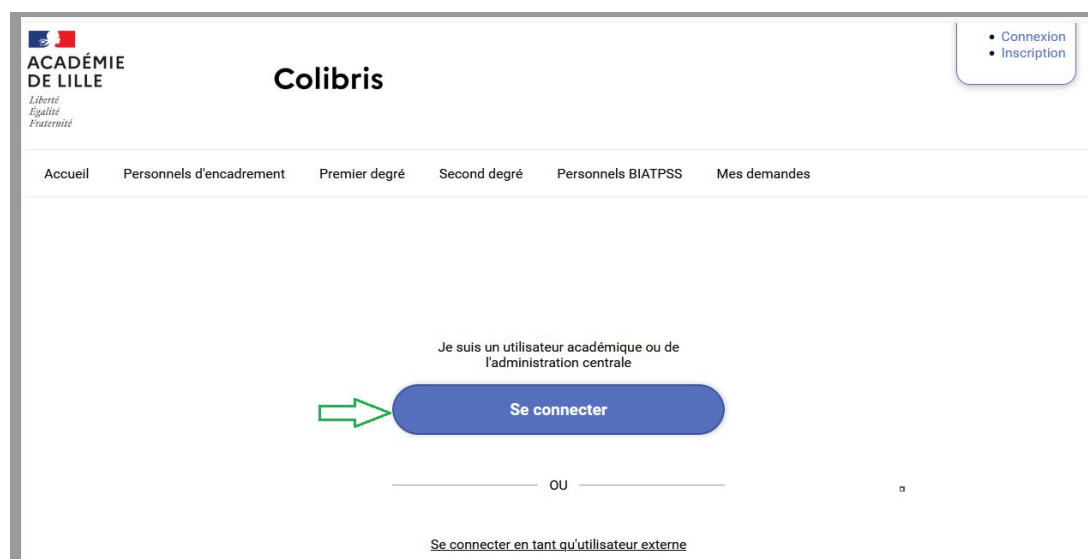 ACADÉMIE
DE LILLE
Liberté
Égalité
Fraternité
Colibris
Connexion
Inscription
Accueil Personnels d'encadrement Premier degré Second degré Personnels BIATPSS Mes demandes
Je suis un utilisateur académique ou de
l'administration centrale
Se connecter
OU
Se connecter en tant qu'utilisateur externe